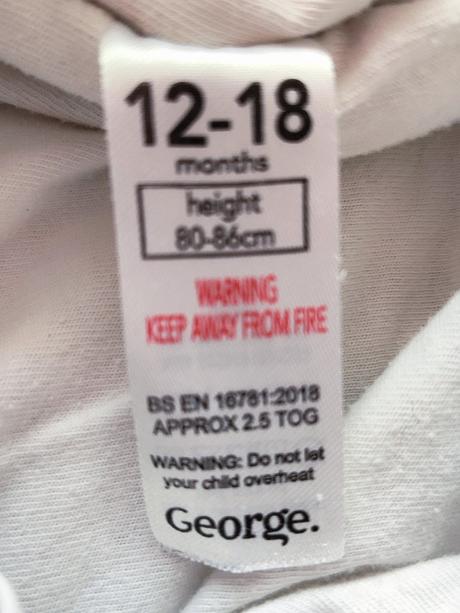 12-18
months
height
80-86cm
WARNING
KEEP AWAY FROM FIRE
BS EN 16781:2018
APPROX 2.5 TOG
WARNING: Do not let
your child overheat
George.